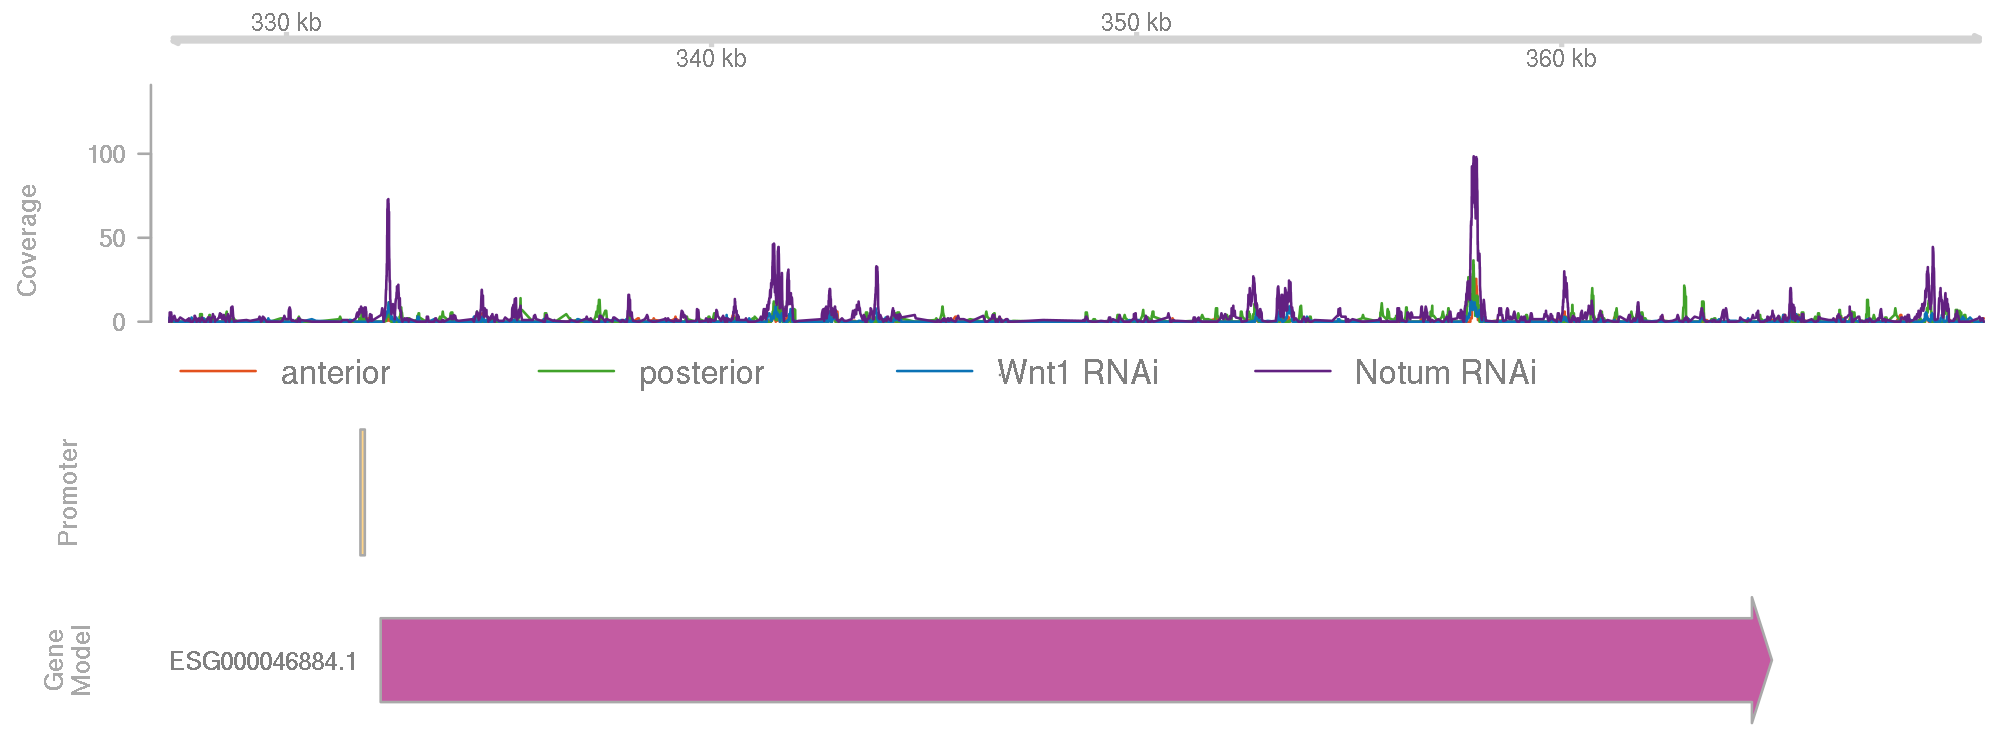 330 kb
350 kb
340 kb
360 kb
Coverage
100
50
0
anterior
posterior
Wnt1 RNAi
Notum RNAi
Promoter
Gene
Model
ESG000046884.1